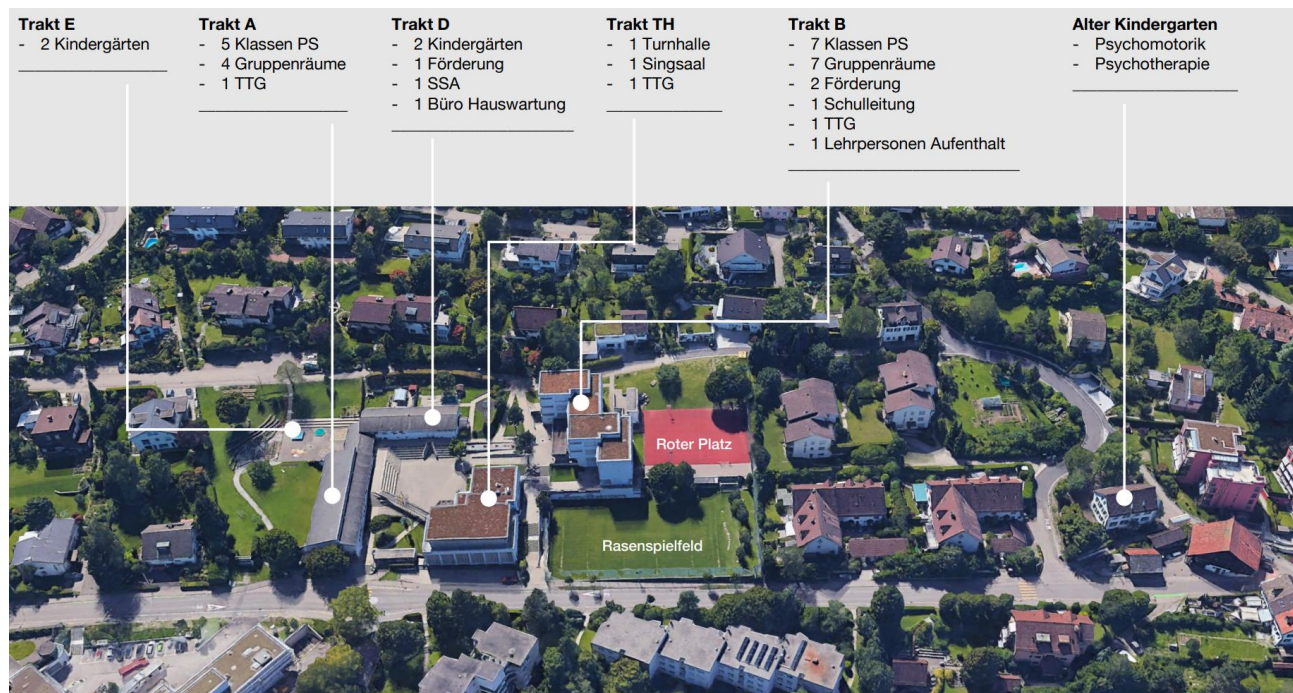 Trakt E
- 2 Kindergärten
Trakt A
- 5 Klassen PS
- 4 Gruppenräume
- 1 TTG
Trakt D
- 2 Kindergärten
- 1 Förderung
- 1 SSA
- 1 Büro Hauswartung
Trakt TH
- 1 Turnhalle
- 1 Singsaal
- 1 TTG
Trakt B
- 7 Klassen PS
- 7 Gruppenräume
- 2 Förderung
- 1 Schulleitung
- 1 TTG
- 1 Lehrpersonen Aufenthalt
Alter Kindergarten
- Psychomotorik
- Psychotherapie
Roter Platz
Rasenspielfeld